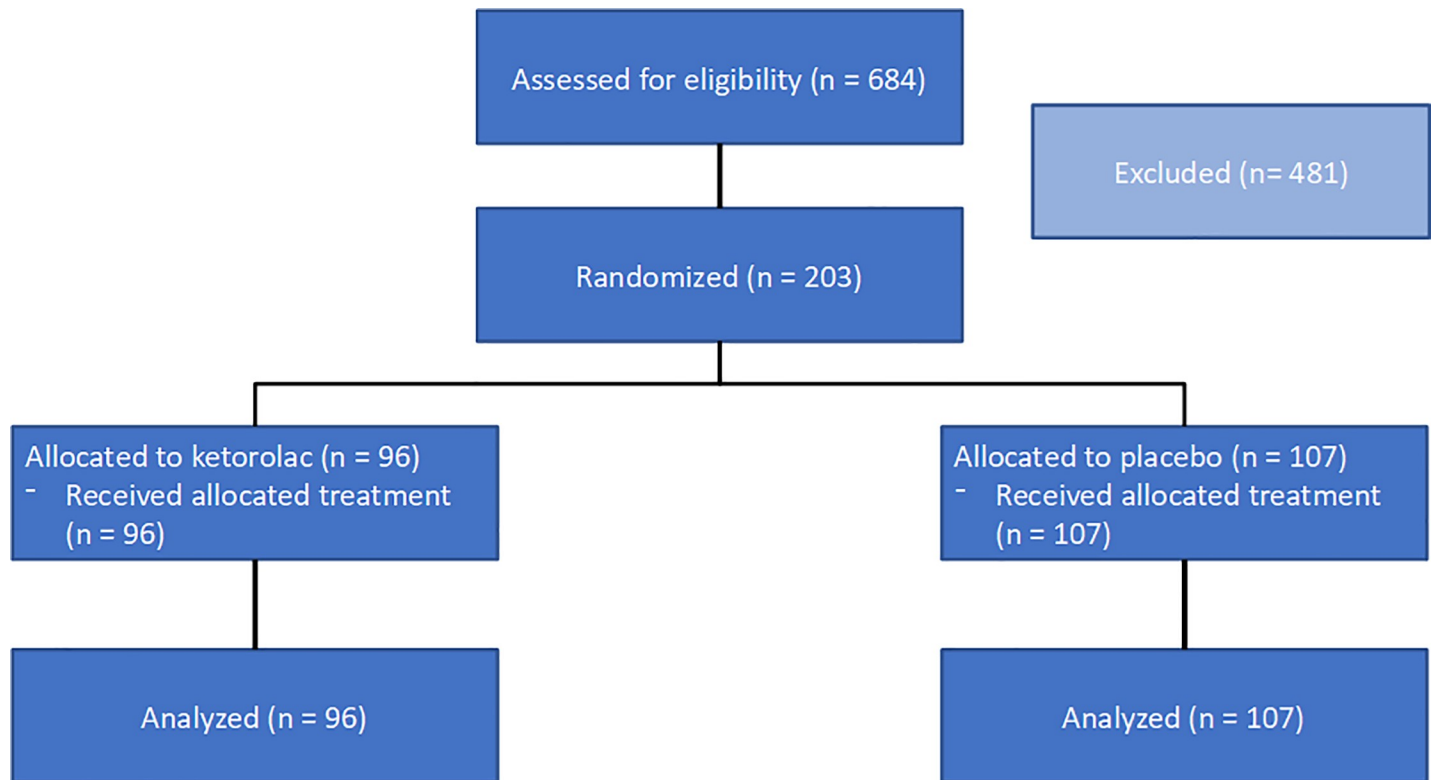 Assessed for eligibility (n = 684)
Excluded (n= 481)
Randomized (n = 203)
Allocated to ketorolac (n = 96)
- Received allocated treatment
(n = 96)
Allocated to placebo (n = 107)
- Received allocated treatment
(n = 107)
Analyzed (n = 96)
Analyzed (n = 107)